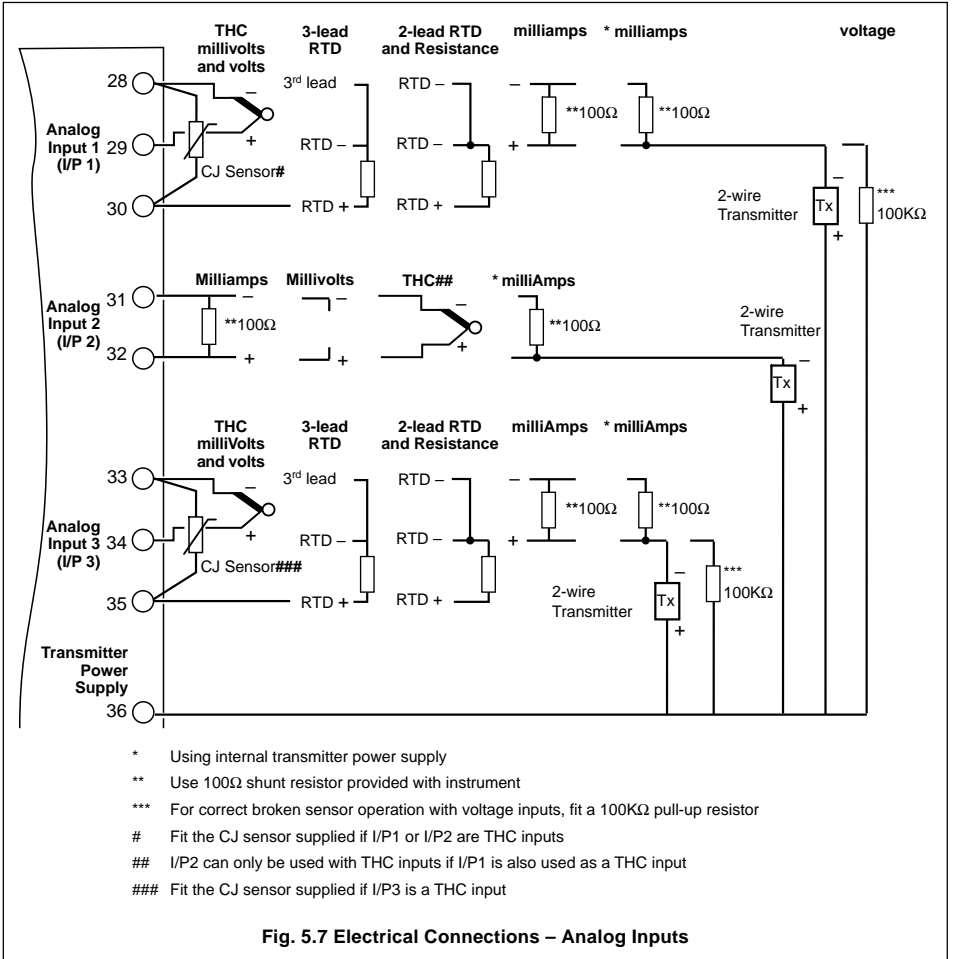 THC millivolts and volts
3-lead RTD
2-lead RTD and Resistance
milliamps
* milliamps
voltage
28
–
3rd lead
RTD –
–
**100Ω
**100Ω
Analog Input 1 (I/P 1)
29
+
RTD –
RTD –
+
CJ Sensor#
2-wire Transmitter
–
Tx
+
***
100KΩ
30
RTD +
RTD +
Milliamps
Millivolts
THC##
* milliAmps
31
–
–
–
Analog Input 2 (I/P 2)
**100Ω
**100Ω
2-wire Transmitter
32
+
+
+
–
Tx
+
THC milliVolts and volts
3-lead RTD
2-lead RTD and Resistance
milliAmps
* milliAmps
33
–
3rd lead
RTD –
–
**100Ω
**100Ω
Analog Input 3 (I/P 3)
34
+
RTD –
RTD –
+
CJ Sensor###
2-wire Transmitter
–
Tx
+
***
100KΩ
35
RTD +
RTD +
Transmitter Power Supply
36
* Using internal transmitter power supply
** Use 100Ω shunt resistor provided with instrument
*** For correct broken sensor operation with voltage inputs, fit a 100KΩ pull-up resistor
# Fit the CJ sensor supplied if I/P1 or I/P2 are THC inputs
## I/P2 can only be used with THC inputs if I/P1 is also used as a THC input
### Fit the CJ sensor supplied if I/P3 is a THC input
Fig. 5.7 Electrical Connections – Analog Inputs